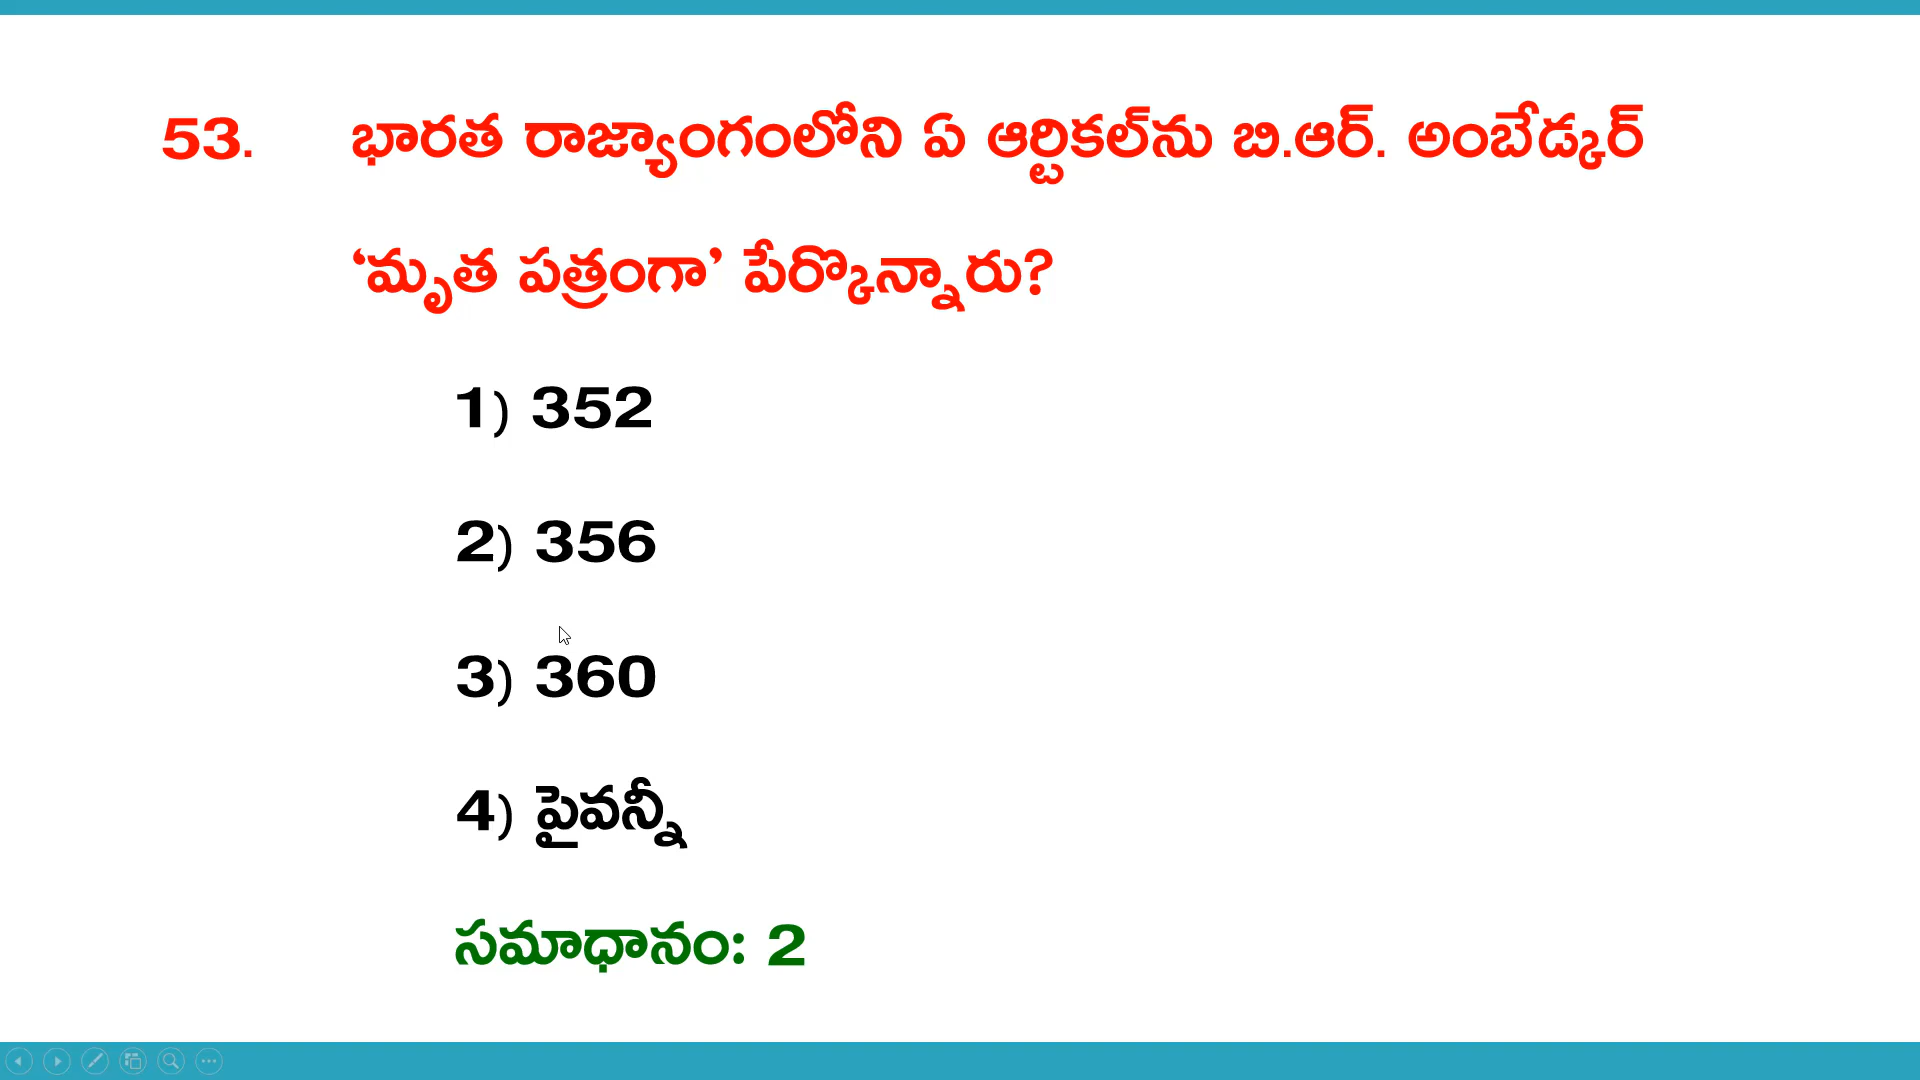 53. భారత రాజ్యాంగంలోని ఏ ఆర్టికల్‌ను బి.ఆర్. అంబేడ్కర్
‘మృత పత్రంగా’ పేర్కొన్నారు?
1) 352
2) 356
3) 360
4) పైవన్నీ
సమాధానం: 2